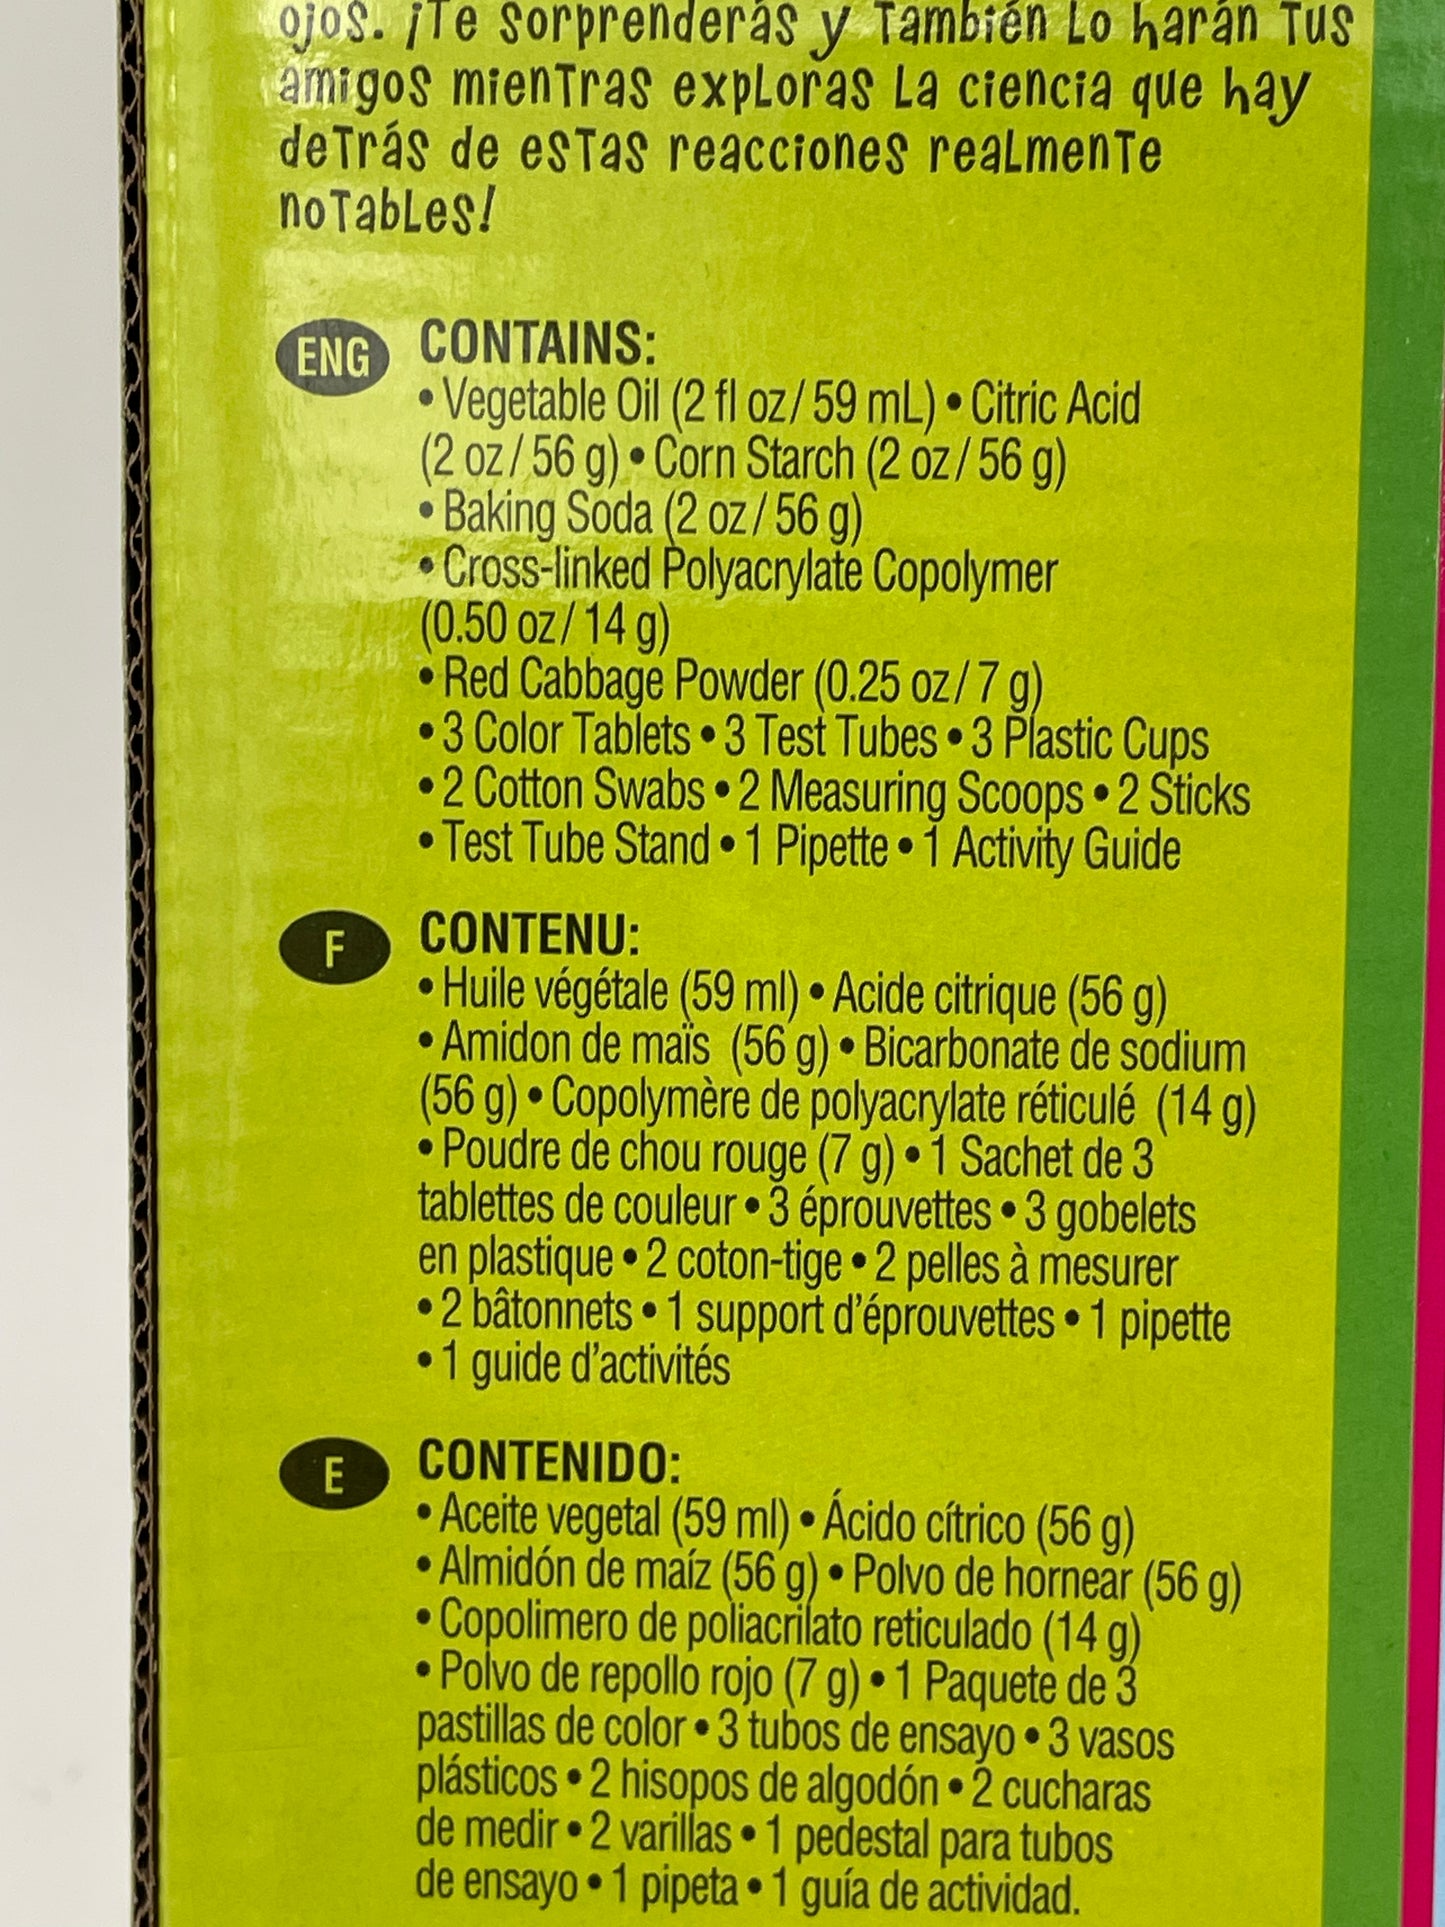 ojos. ¡Te sorprenderás y también lo harán tus
amigos mientras exploras la ciencia que hay
detrás de estas reacciones realmente
notables!
ENG CONTAINS:
• Vegetable Oil (2 fl oz / 59 mL) • Citric Acid
(2 oz / 56 g) • Corn Starch (2 oz / 56 g)
• Baking Soda (2 oz / 56 g)
• Cross-linked Polyacrylate Copolymer
(0.50 oz / 14 g)
• Red Cabbage Powder (0.25 oz / 7 g)
• 3 Color Tablets • 3 Test Tubes • 3 Plastic Cups
• 2 Cotton Swabs • 2 Measuring Scoops • 2 Sticks
• Test Tube Stand • 1 Pipette • 1 Activity Guide
F CONTENU:
• Huile végétale (59 ml) • Acide citrique (56 g)
• Amidon de maïs (56 g) • Bicarbonate de sodium
(56 g) • Copolymère de polyacrylate réticulé (14 g)
• Poudre de chou rouge (7 g) • 1 Sachet de 3
tablettes de couleur • 3 éprouvettes • 3 gobelets
en plastique • 2 coton-tige • 2 pelles à mesurer
• 2 bâtonnets • 1 support d'éprouvettes • 1 pipette
• 1 guide d'activités
E CONTENIDO:
• Aceite vegetal (59 ml) • Ácido cítrico (56 g)
• Almidón de maíz (56 g) • Polvo de hornear (56 g)
• Copolimero de poliacrilato reticulado (14 g)
• Polvo de repollo rojo (7 g) • 1 Paquete de 3
pastillas de color • 3 tubos de ensayo • 3 vasos
plásticos • 2 hisopos de algodón • 2 cucharas
de medir • 2 varillas • 1 pedestal para tubos
de ensayo • 1 pipeta • 1 guía de actividad.